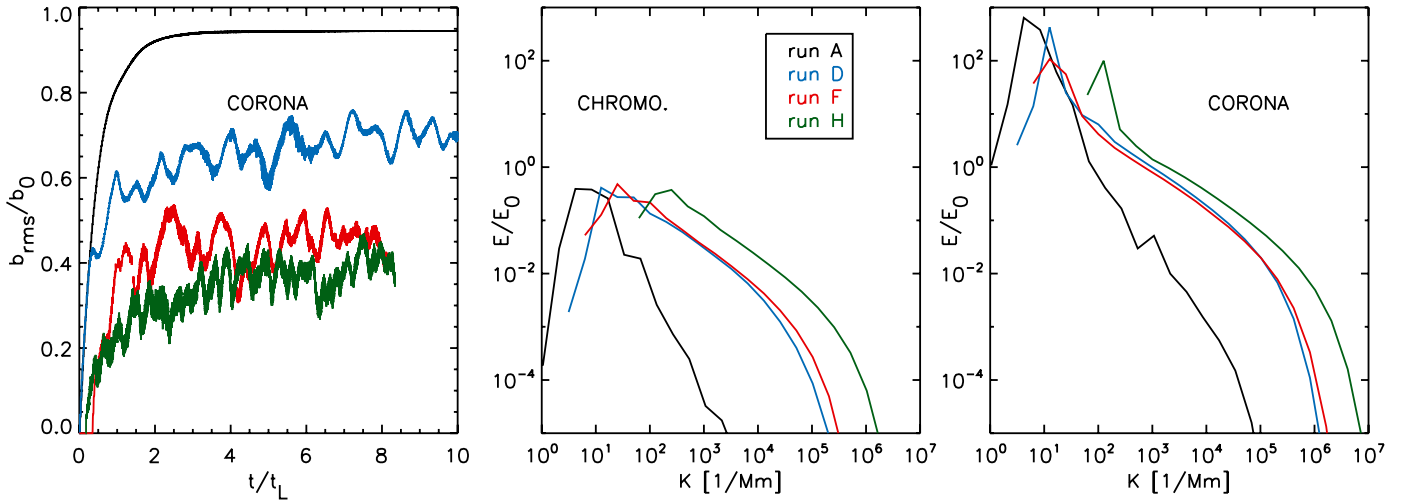 1.0
0.8
0.6
0.4
0.2
0.0
b_rms/b_0
CORONA
0 2 4 6 8 10
t/t_L
10^2
10^0
10^-2
10^-4
E/E_0
CHROMO.
run A
run D
run F
run H
10^0 10^1 10^2 10^3 10^4 10^5 10^6 10^7
K [1/Mm]
10^2
10^0
10^-2
10^-4
E/E_0
CORONA
10^0 10^1 10^2 10^3 10^4 10^5 10^6 10^7
K [1/Mm]